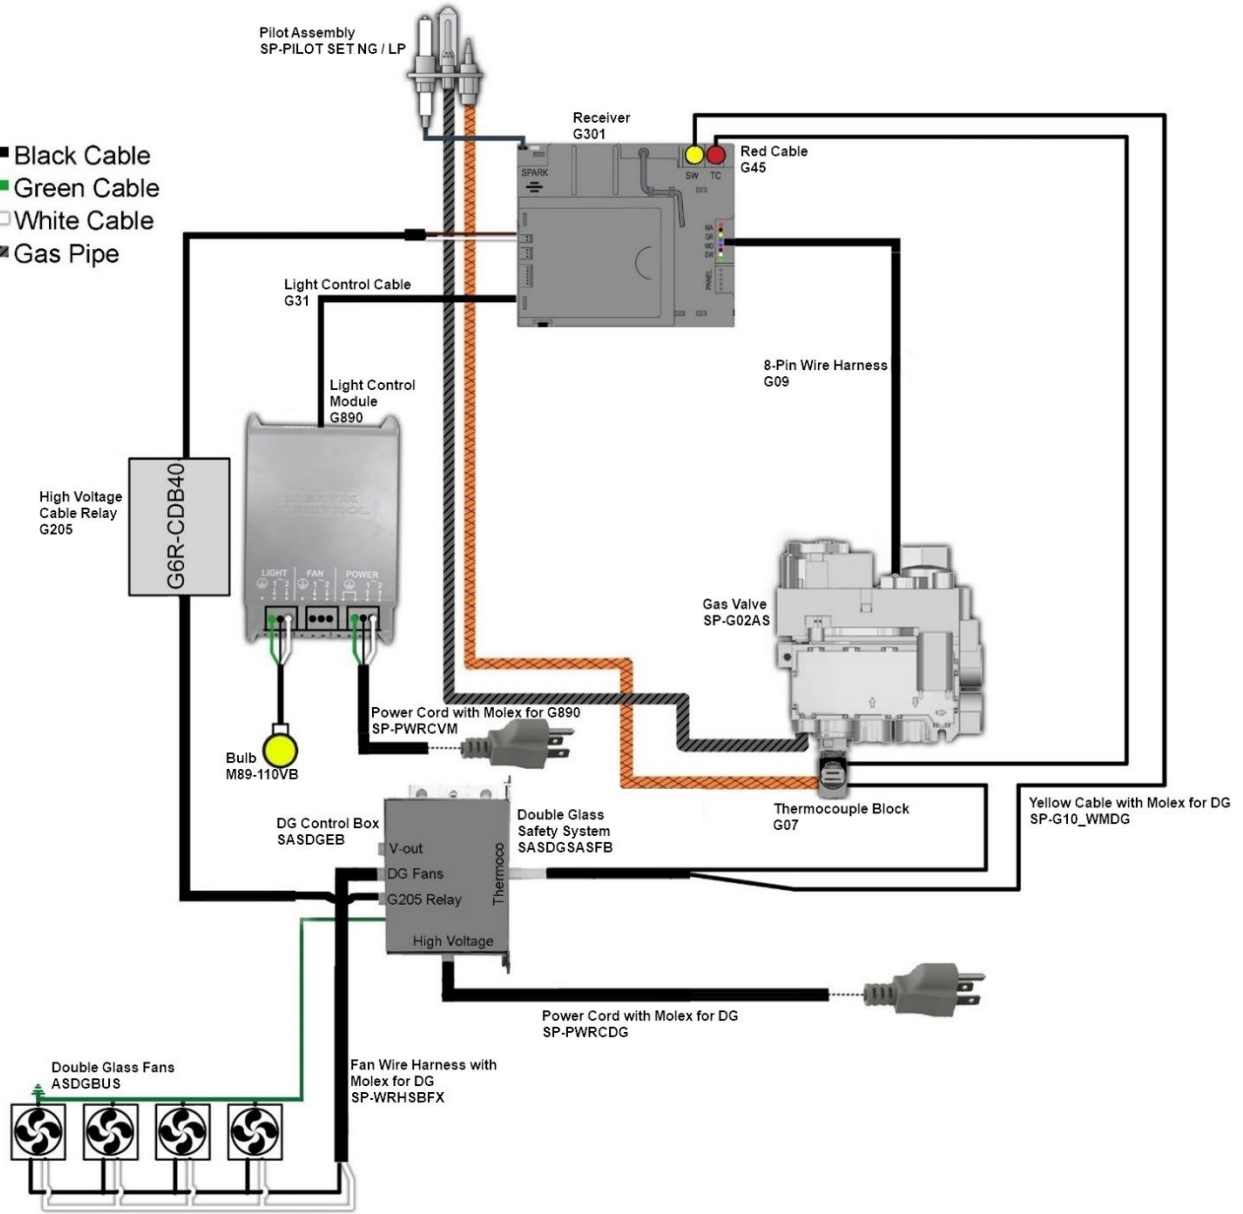 Pilot Assembly
SP-PILOT SET NG / LP
Black Cable
Green Cable
White Cable
Gas Pipe
Receiver
G301
Red Cable
G45
SPARK
SW TC
MA
GR
MO
SW
PANEL
Light Control Cable
G31
8-Pin Wire Harness
G09
Light Control
Module
G890
High Voltage
Cable Relay
G205
G6R-CDB40
LIGHT FAN POWER
Gas Valve
SP-G02AS
Power Cord with Molex for G890
SP-PWRCVM
Bulb
M89-110VB
Thermocouple Block
G07
Yellow Cable with Molex for DG
SP-G10_WMDG
DG Control Box
SASDGEB
Double Glass
Safety System
SASDGSASFB
V-out
DG Fans
G205 Relay
Thermoco
High Voltage
Power Cord with Molex for DG
SP-PWRCDG
Double Glass Fans
ASDGBUS
Fan Wire Harness with
Molex for DG
SP-WRHSBFX